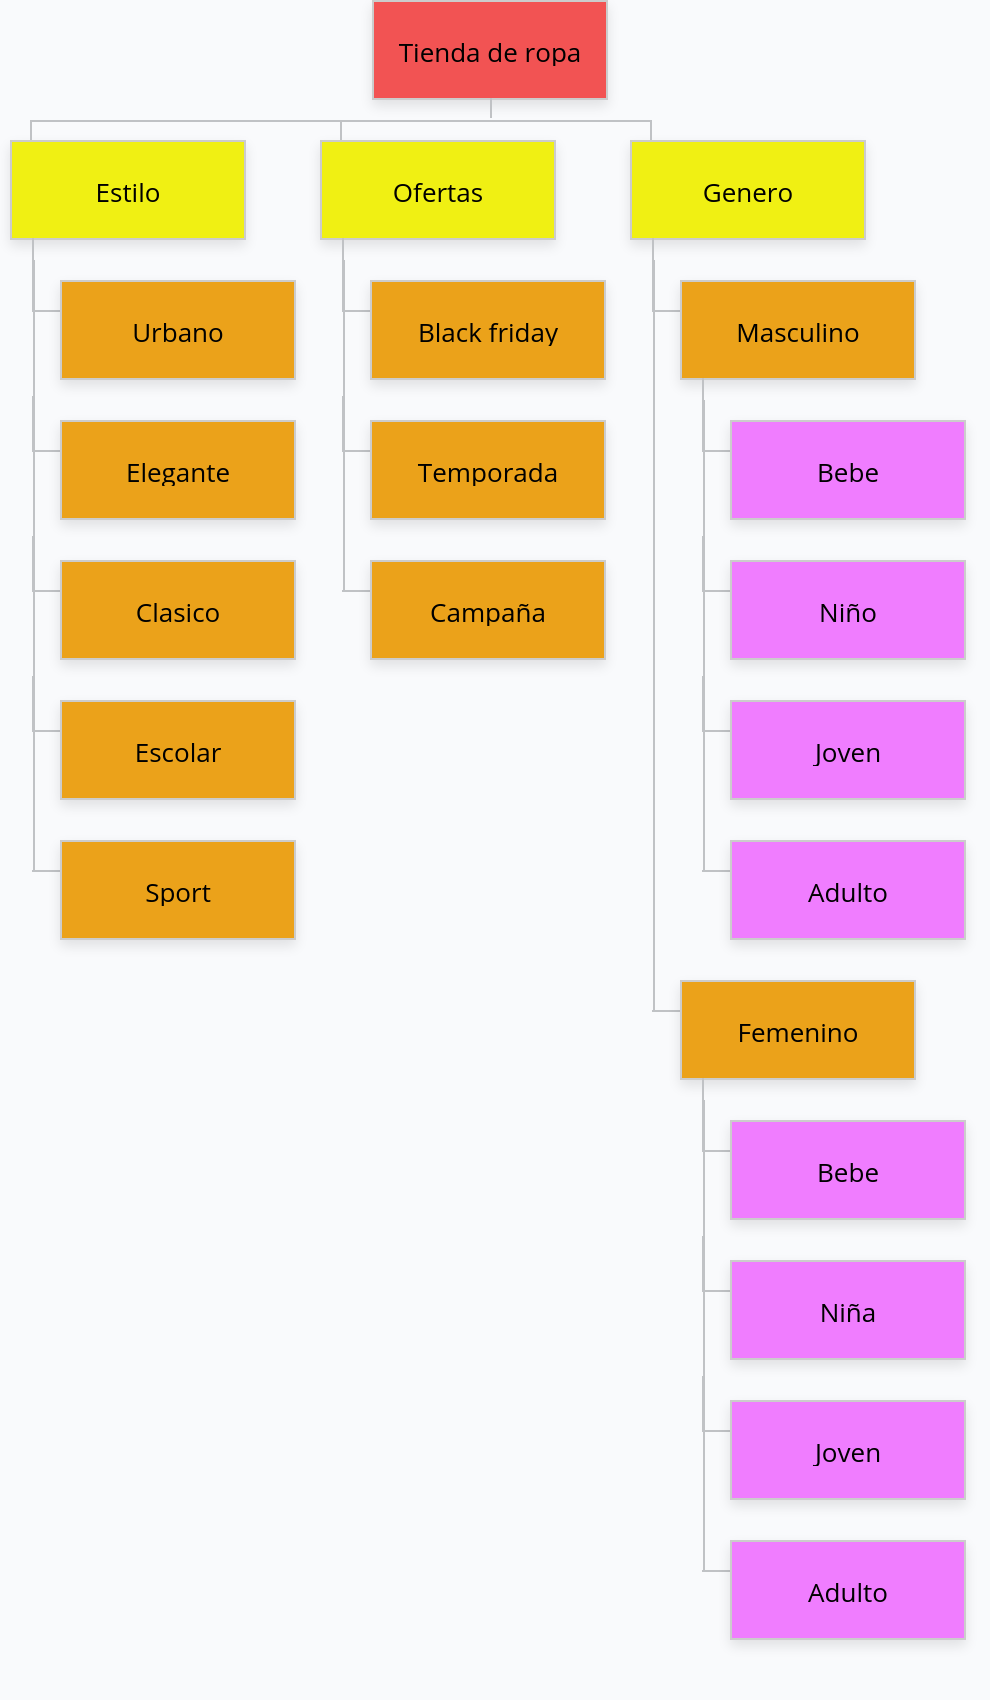 Tienda de ropa
Estilo
Urbano
Elegante
Clasico
Escolar
Sport
Ofertas
Black friday
Temporada
Campaña
Genero
Masculino
Bebe
Niño
Joven
Adulto
Femenino
Bebe
Niña
Joven
Adulto